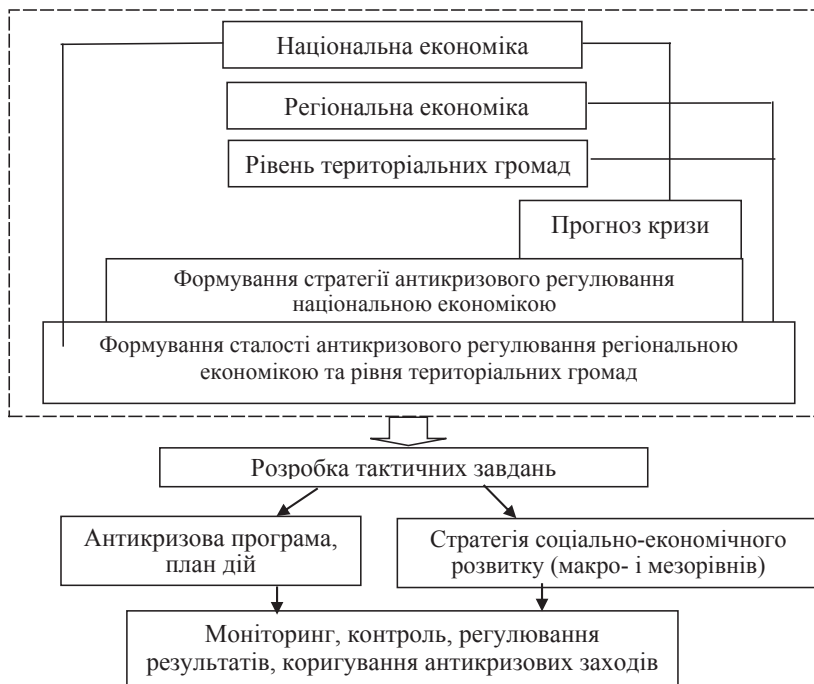 Національна економіка
Регіональна економіка
Рівень територіальних громад
Прогноз кризи
Формування стратегії антикризового регулювання
національною економікою
Формування сталості антикризового регулювання регіональною
економікою та рівня територіальних громад
Розробка тактичних завдань
Антикризова програма,
план дій
Стратегія соціально-економічного
розвитку (макро- і мезорівнів)
Моніторинг, контроль, регулювання
результатів, коригування антикризових заходів